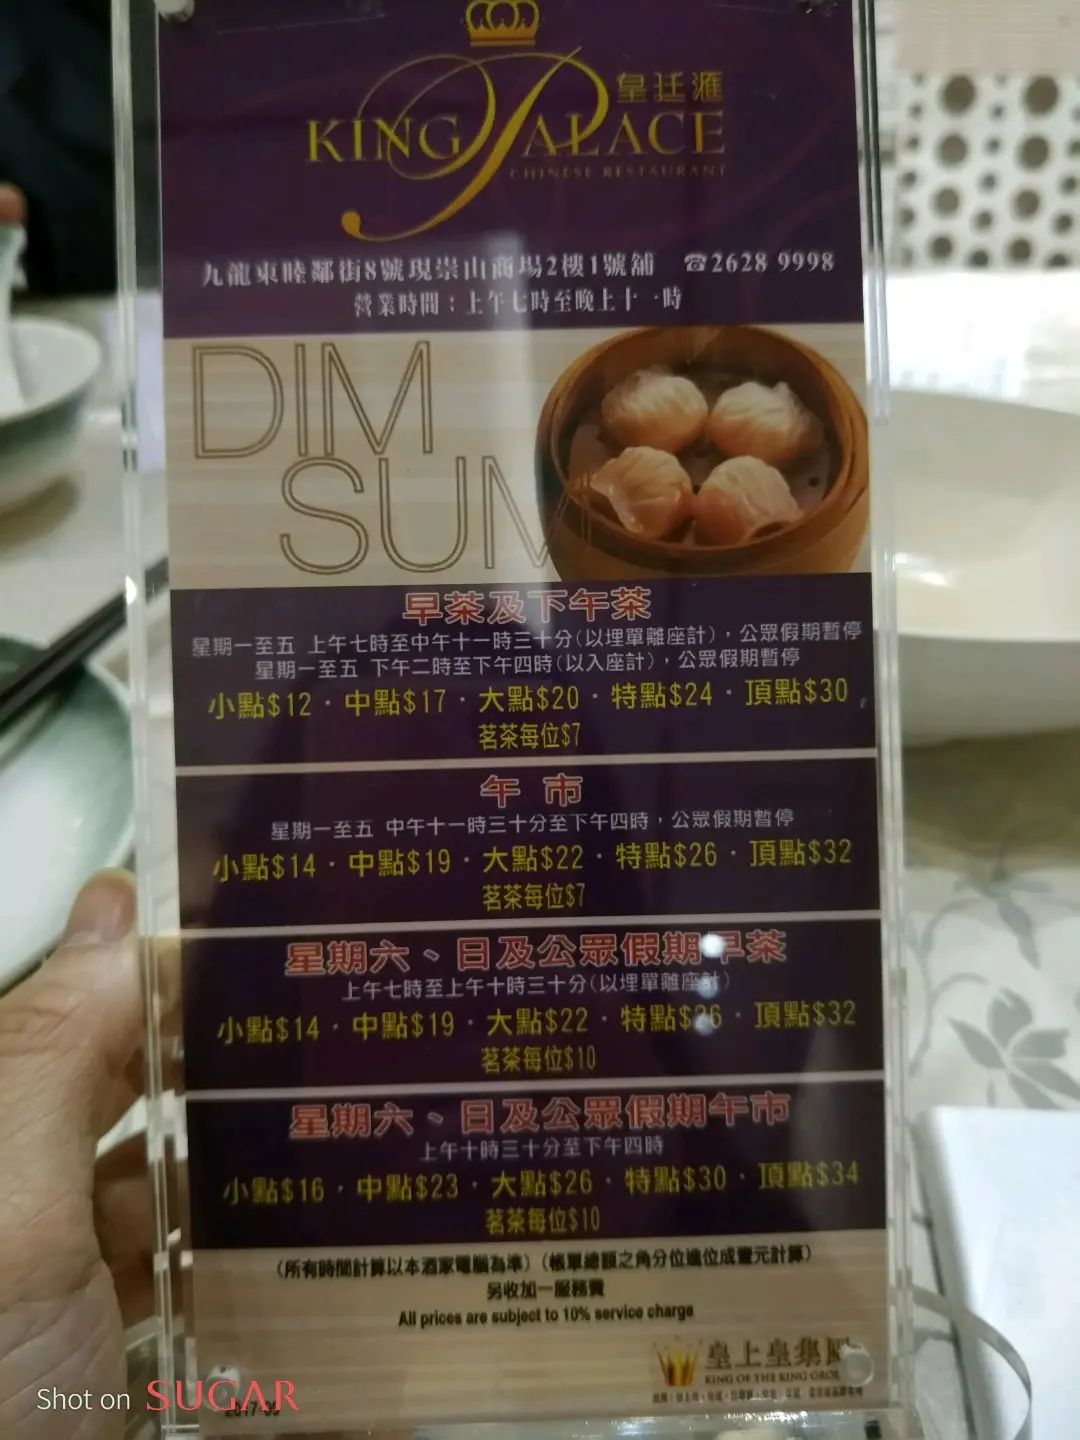 皇廷滙
KING PALACE
CHINESE RESTAURANT
九龍東睦鄰街8號現崇山商場2樓1號舖 ☎2628 9998
營業時間：上午七時至晚上十一時
DIM
SUM
早茶及下午茶
星期一至五 上午七時至中午十一時三十分(以埋單離座計)，公眾假期暫停
星期一至五 下午二時至下午四時(以入座計)，公眾假期暫停
小點$12·中點$17·大點$20·特點$24·頂點$30
茗茶每位$7
午市
星期一至五 中午十一時三十分至下午四時，公眾假期暫停
小點$14·中點$19·大點$22·特點$26·頂點$32
茗茶每位$7
星期六、日及公眾假期早茶
上午七時至上午十時三十分(以埋單離座計)
小點$14·中點$19·大點$22·特點$26·頂點$32
茗茶每位$10
星期六、日及公眾假期午市
上午十時三十分至下午四時
小點$16·中點$23·大點$26·特點$30·頂點$34
茗茶每位$10
(所有時間計算以本酒家電腦為準)(帳單總額之角分位進位成壹元計算)
另收加一服務費
All prices are subject to 10% service charge
皇上皇集團
KING OF THE KING GROUP
Shot on SUGAR
2017-09